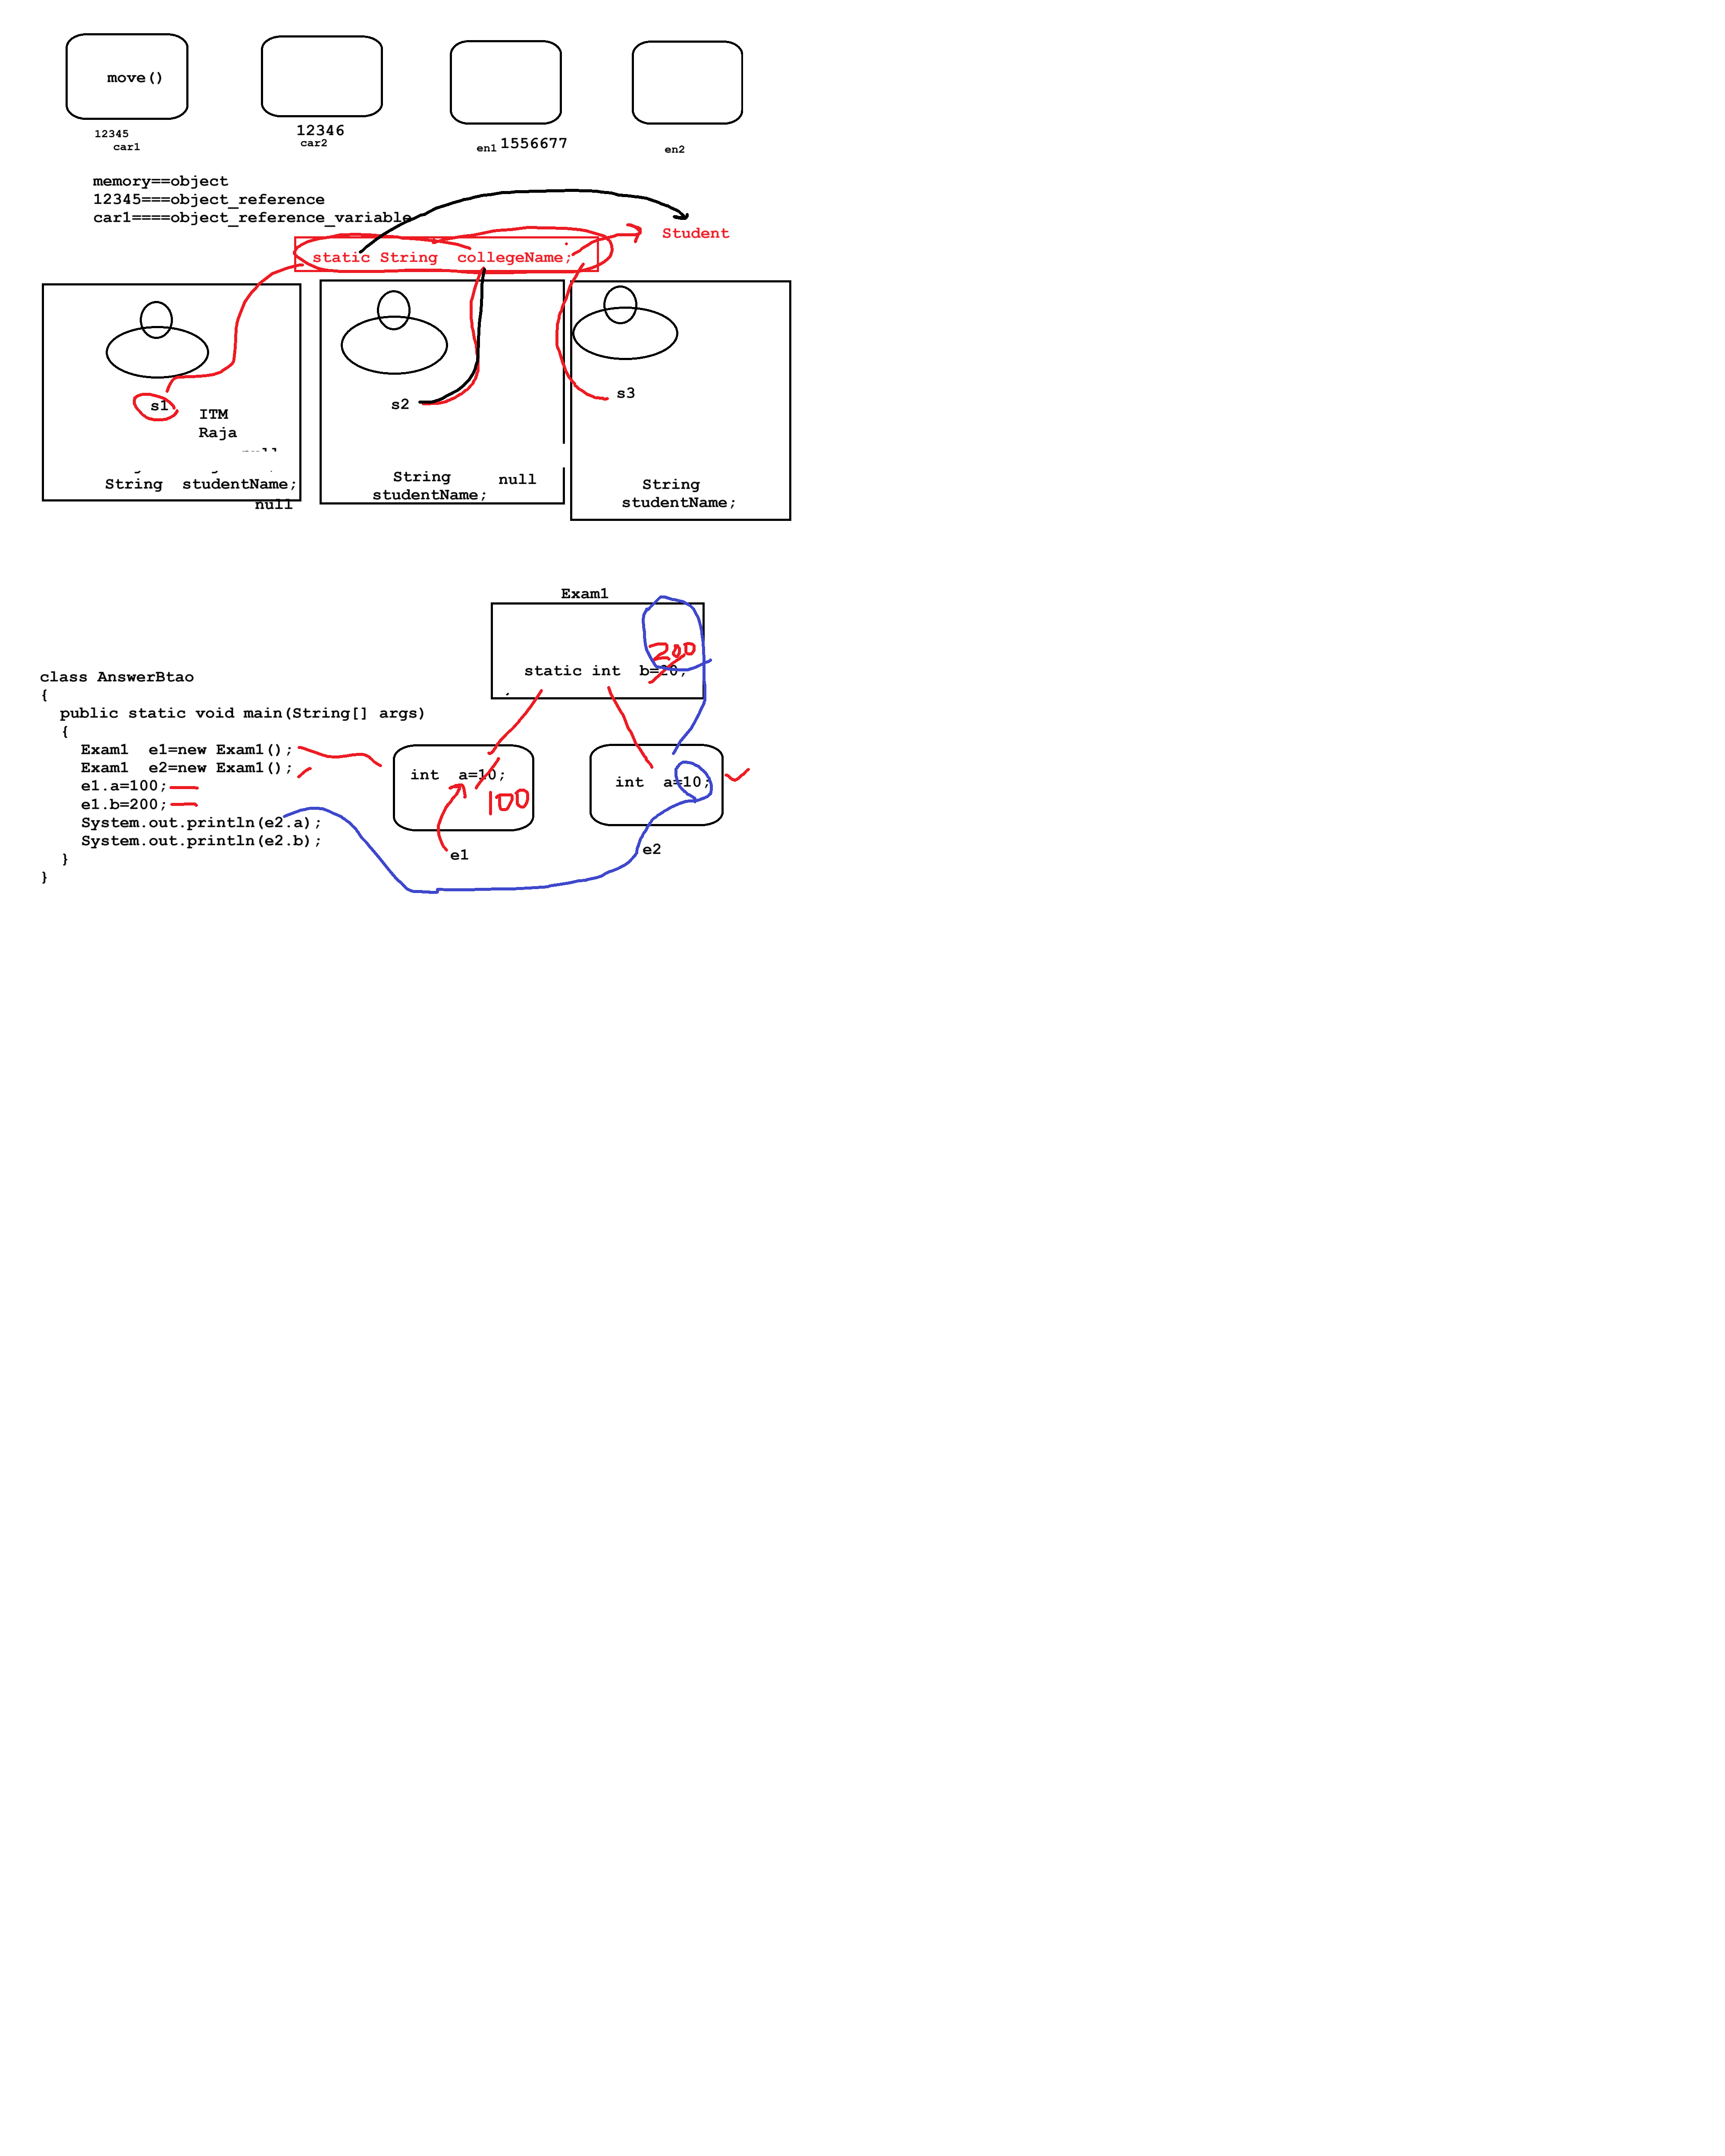 move()
12345
car1
12346
car2
en1 1556677
en2
memory==object
12345===object_reference
car1====object_reference_variable
Student
static String  collegeName;
s1
ITM
Raja
String  studentName;
null
s2
String
null
studentName;
s3
String
studentName;
Exam1
200
static int  b=20;
class AnswerBtao
{
public static void main(String[] args)
{
Exam1  e1=new Exam1();
Exam1  e2=new Exam1();
e1.a=100;
e1.b=200;
System.out.println(e2.a);
System.out.println(e2.b);
}
}
int  a=10;
100
e1
int  a=10;
e2